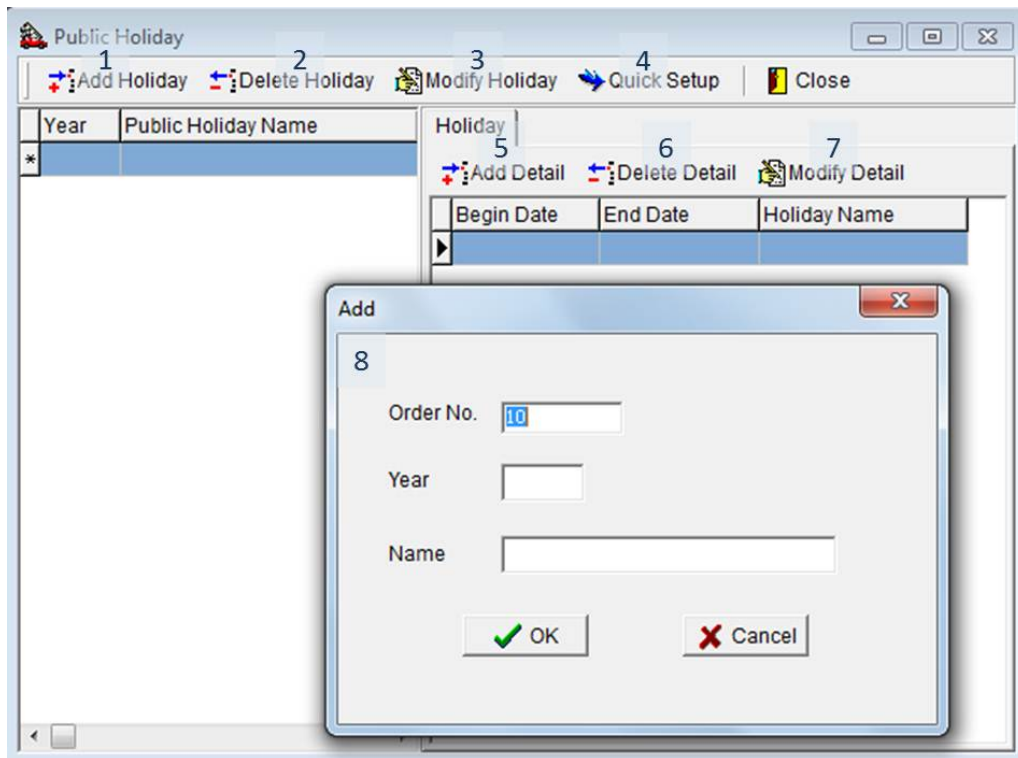 Public Holiday
1 2 3 4
Add Holiday Delete Holiday Modify Holiday Quick Setup Close
Year Public Holiday Name
*
Holiday
5 6 7
Add Detail Delete Detail Modify Detail
Begin Date End Date Holiday Name
Add
8
Order No. 10
Year
Name
OK Cancel